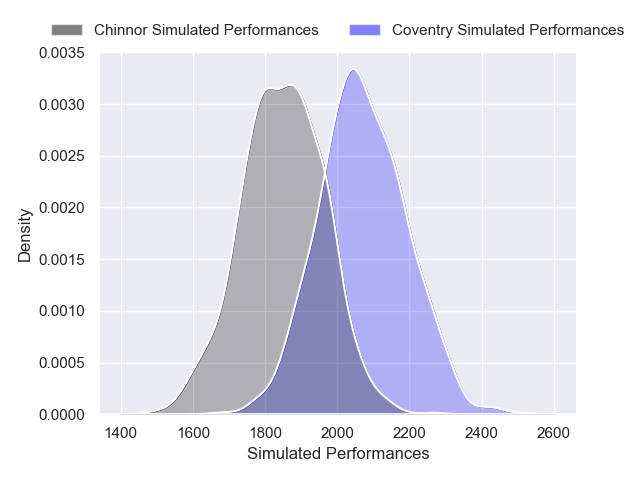 Chinnor Simulated Performances
Coventry Simulated Performances
0.0035
0.0030
0.0025
0.0020
0.0015
0.0010
0.0005
0.0000
Density
1400 1600 1800 2000 2200 2400 2600
Simulated Performances